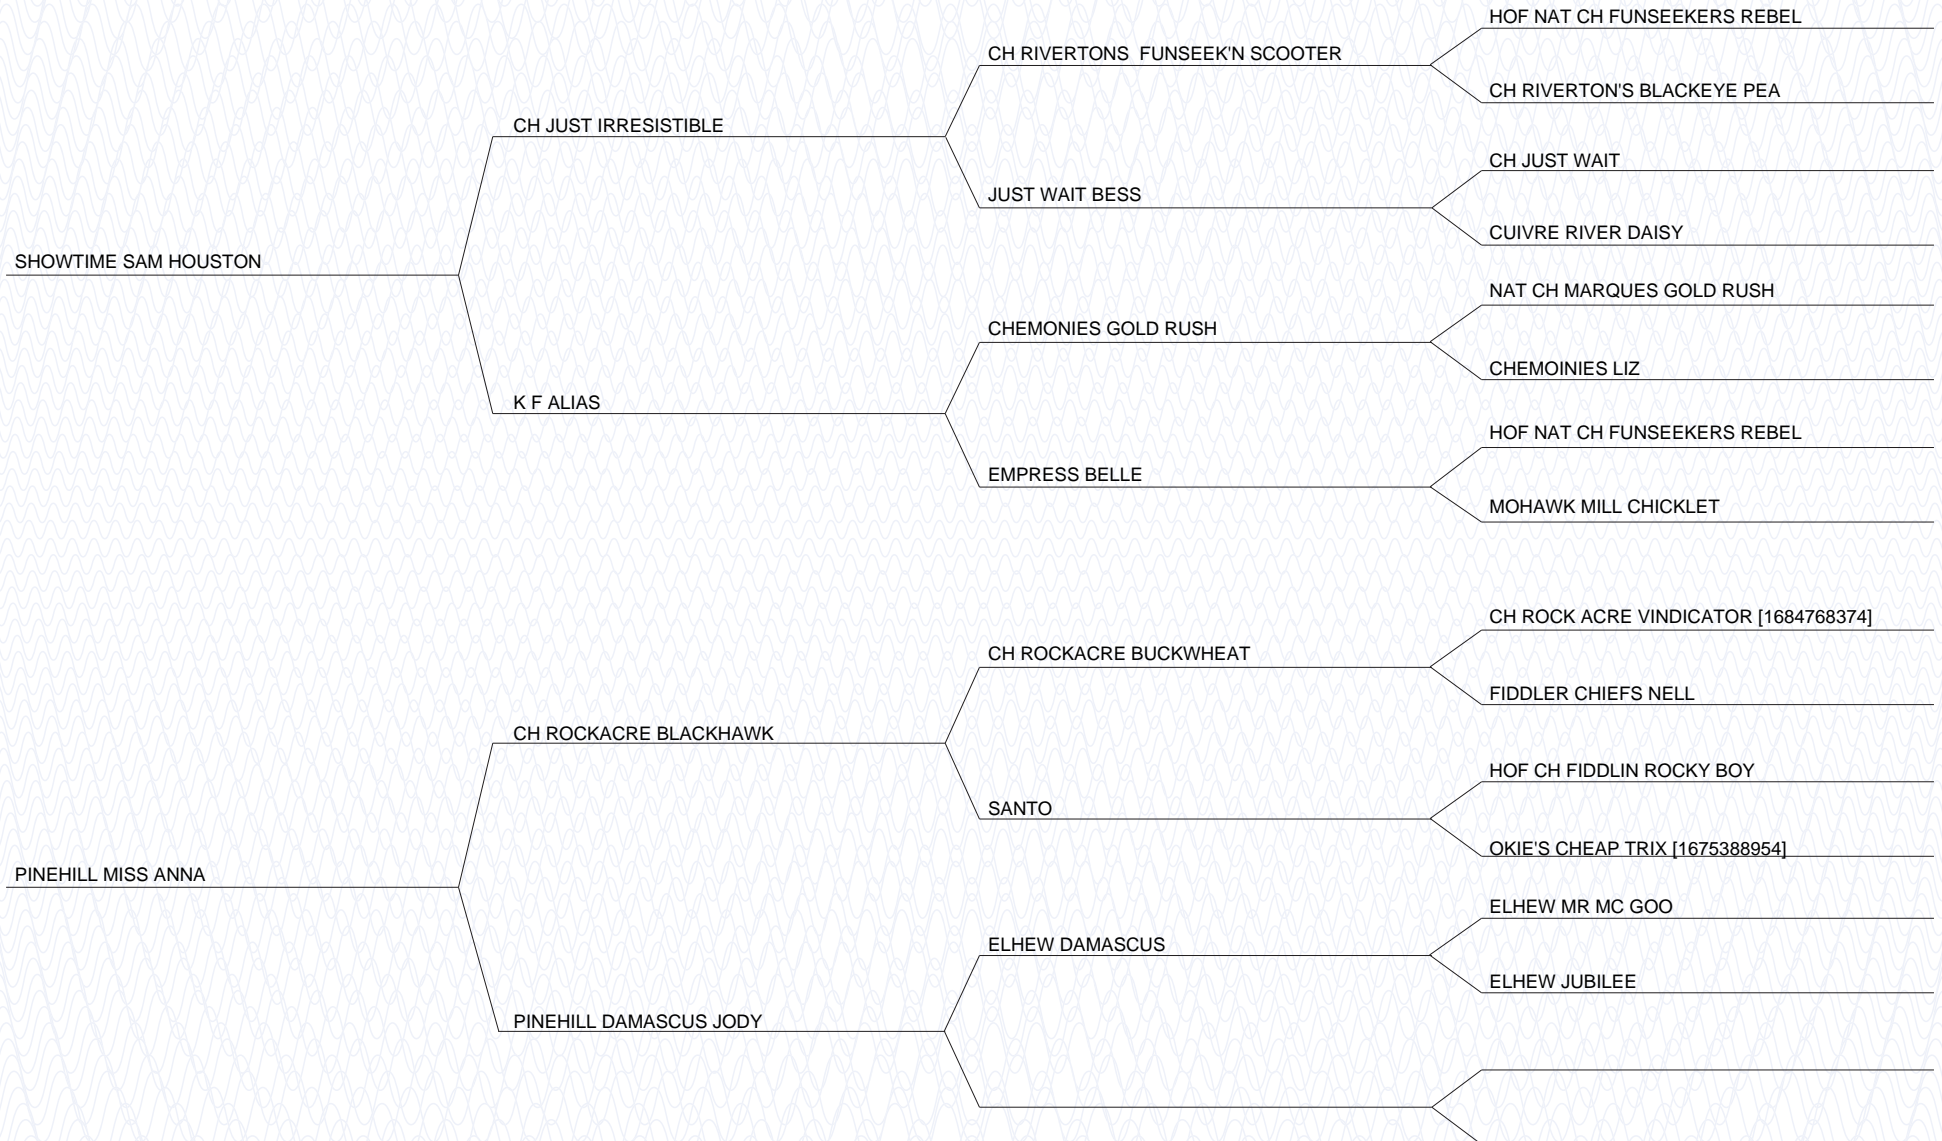 HOF NAT CH FUNSEEKERS REBEL
CH RIVERTONS  FUNSEEK'N SCOOTER
CH RIVERTON'S BLACKEYE PEA
CH JUST IRRESISTIBLE
CH JUST WAIT
JUST WAIT BESS
CUIVRE RIVER DAISY
SHOWTIME SAM HOUSTON
NAT CH MARQUES GOLD RUSH
CHEMONIES GOLD RUSH
CHEMOINIES LIZ
K F ALIAS
HOF NAT CH FUNSEEKERS REBEL
EMPRESS BELLE
MOHAWK MILL CHICKLET
CH ROCK ACRE VINDICATOR [1684768374]
CH ROCKACRE BUCKWHEAT
FIDDLER CHIEFS NELL
CH ROCKACRE BLACKHAWK
HOF CH FIDDLIN ROCKY BOY
SANTO
OKIE'S CHEAP TRIX [1675388954]
PINEHILL MISS ANNA
ELHEW MR MC GOO
ELHEW DAMASCUS
ELHEW JUBILEE
PINEHILL DAMASCUS JODY